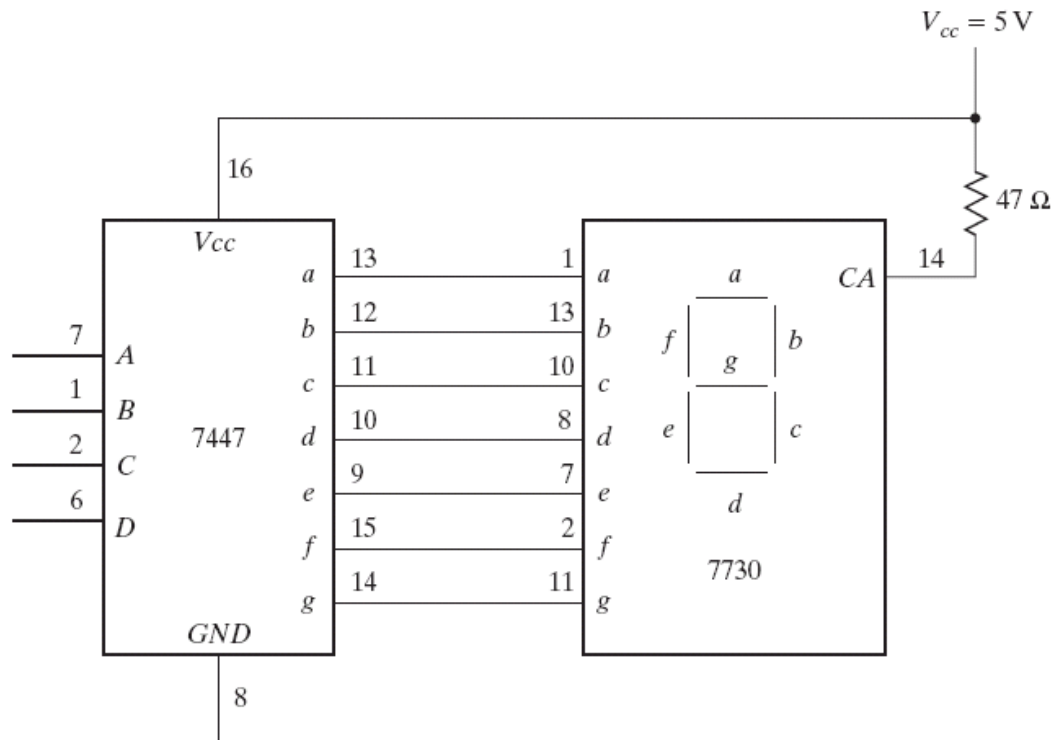 V_cc = 5 V
16
47 Ω
Vcc
a 13 1 a
CA 14
a
b 12 13 b
7 A
f b
g
c 11 10 c
1 B
d 10 8 d
7447
e c
2 C
e 9 7 e
d
6 D
f 15 2 f
7730
g 14 11 g
GND
8